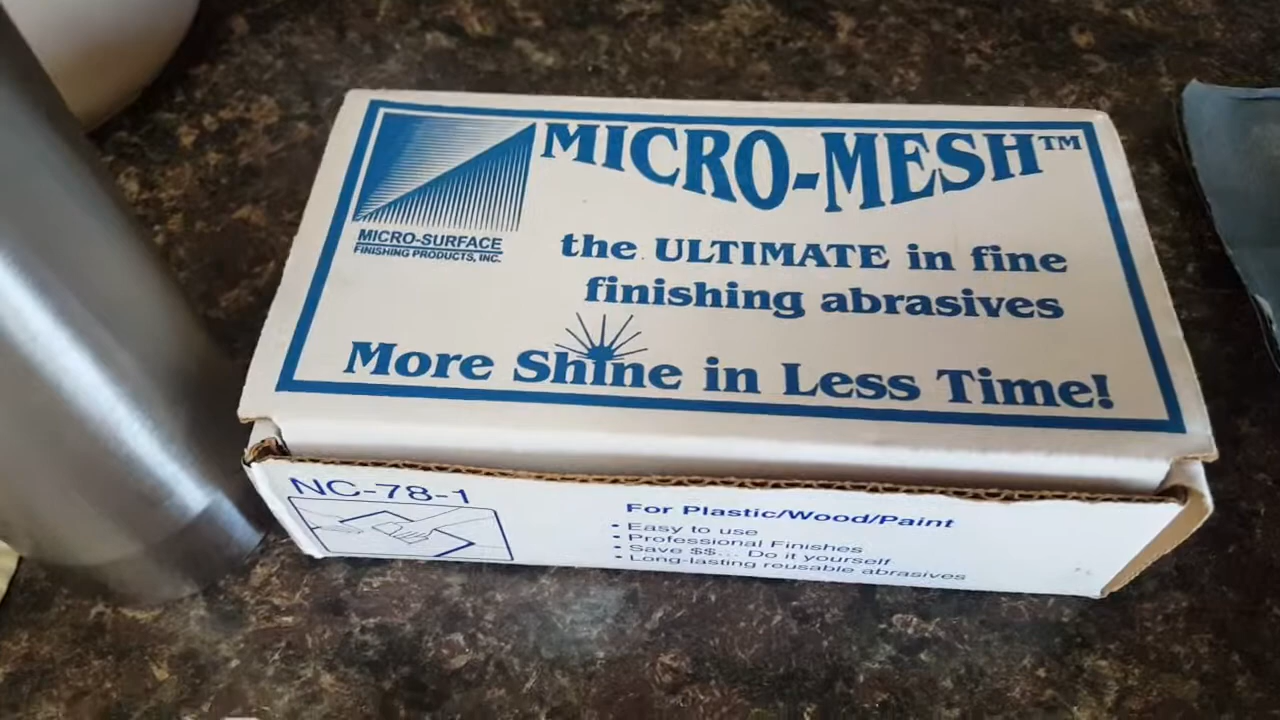 MICRO-MESH™
MICRO-SURFACE
FINISHING PRODUCTS, INC.
the ULTIMATE in fine
finishing abrasives
More Shine in Less Time!
NC-78-1
For Plastic/Wood/Paint
• Easy to use
• Professional Finishes
• Save $$... Do it yourself
• Long-lasting reusable abrasives